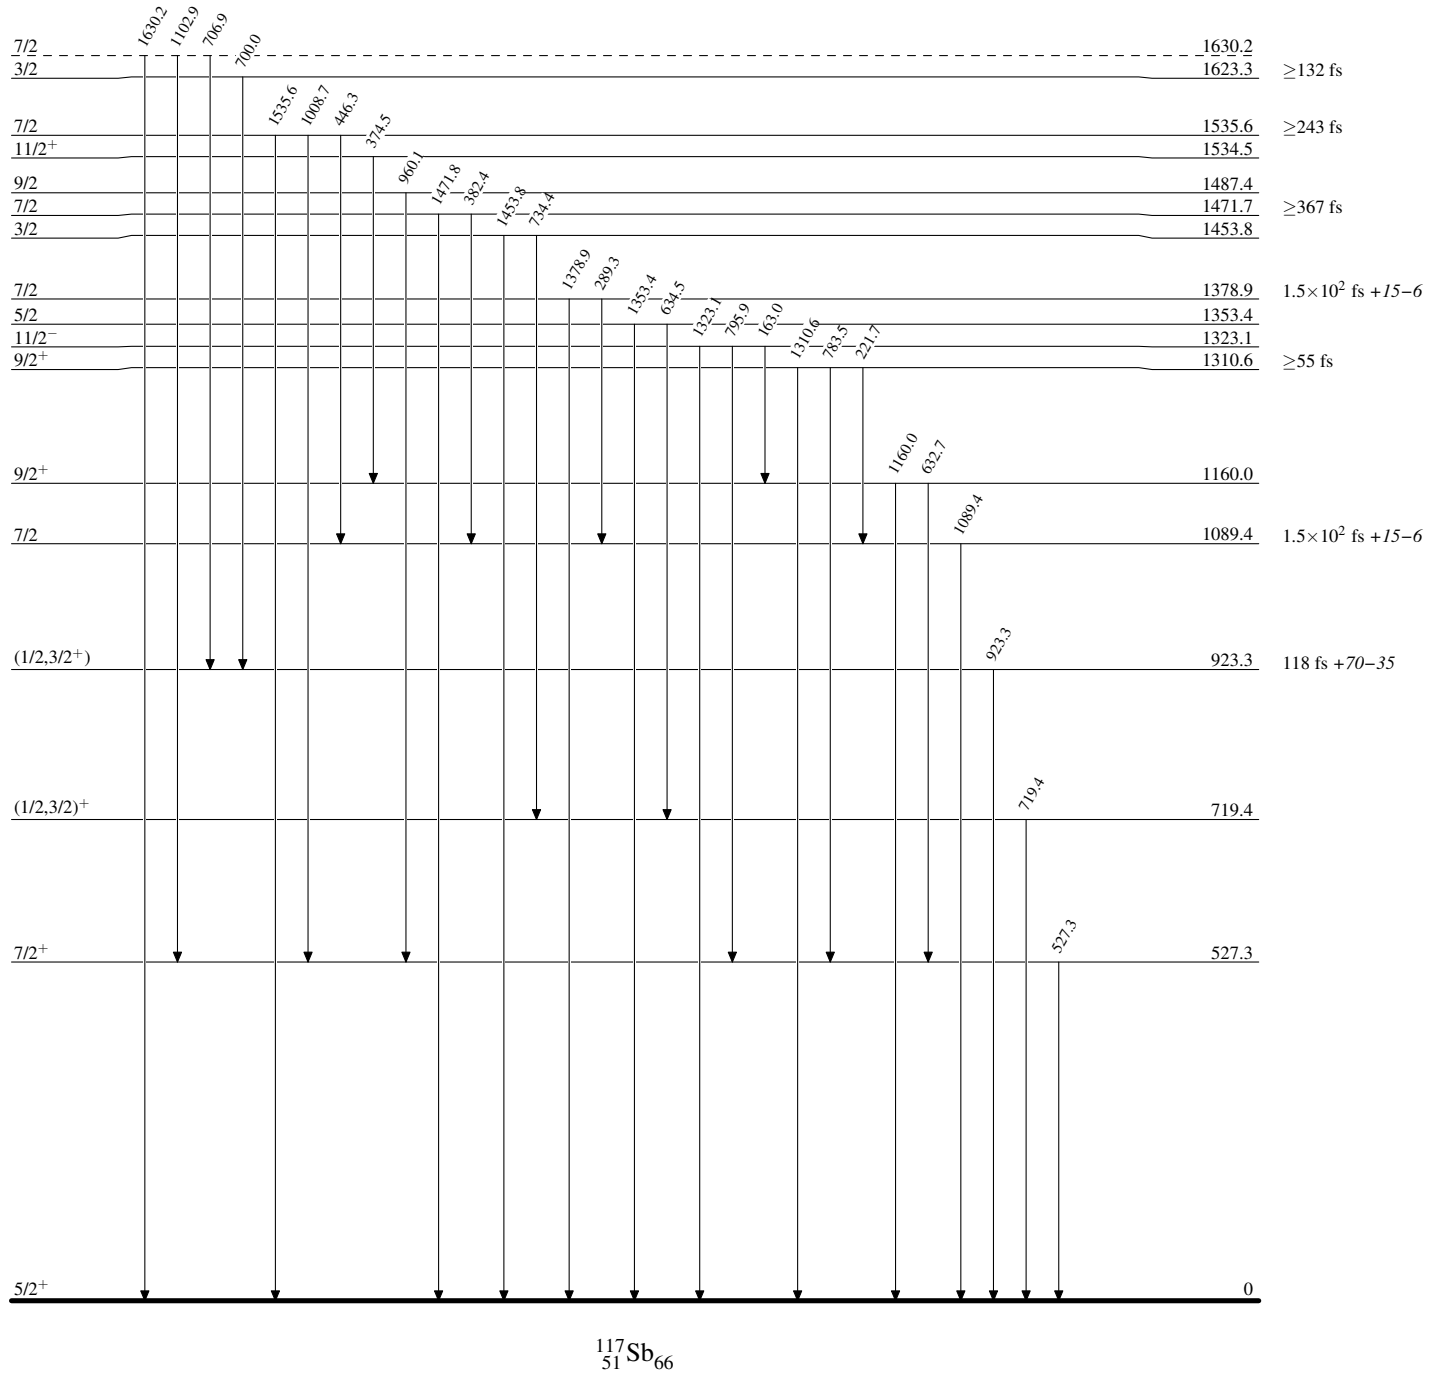 1630.2 1102.9 706.9 700.0
7/2 1630.2
3/2 1623.3 ≥132 fs
1535.6 1008.7 446.3 374.5
7/2 1535.6 ≥243 fs
11/2+ 1534.5
960.1 1471.8 382.4 1453.8 734.4
9/2 1487.4
7/2 1471.7 ≥367 fs
3/2 1453.8
1378.9 289.3 1353.4 634.5 1323.1 795.9 163.0 1310.6 783.5 221.7
7/2 1378.9 1.5×10² fs +15−6
5/2 1353.4
11/2− 1323.1
9/2+ 1310.6 ≥55 fs
1160.0 632.7
9/2+ 1160.0
1089.4
7/2 1089.4 1.5×10² fs +15−6
923.3
(1/2,3/2+) 923.3 118 fs +70−35
719.4
(1/2,3/2)+ 719.4
527.3
7/2+ 527.3
5/2+ 0
117 51 Sb 66